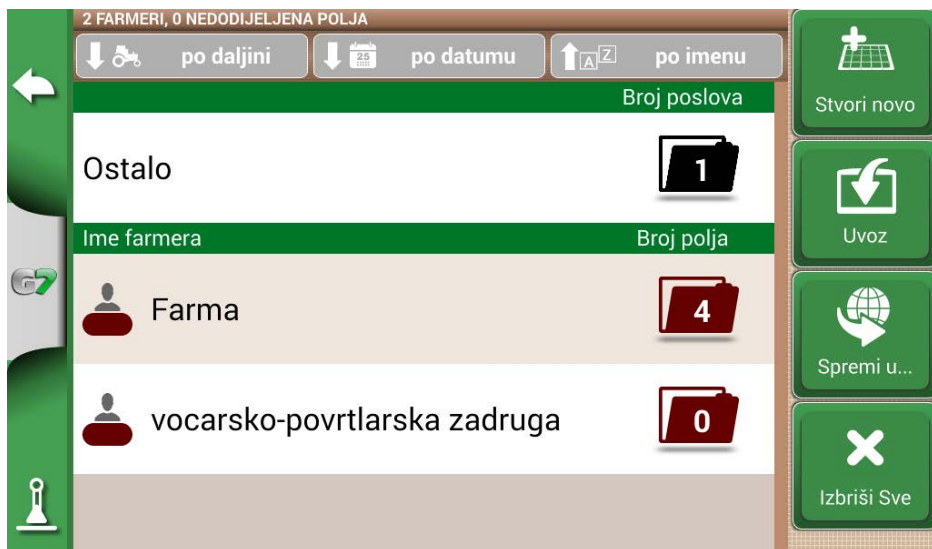 2 FARMERI, 0 NEDODIJELJENA POLJA
po daljini
25
po datumu
A Z
po imenu
Broj poslova
Ostalo
1
Ime farmera
Broj polja
Farma
4
vocarsko-povrtlarska zadruga
0
G7
Stvori novo
Uvoz
Spremi u...
Izbriši Sve